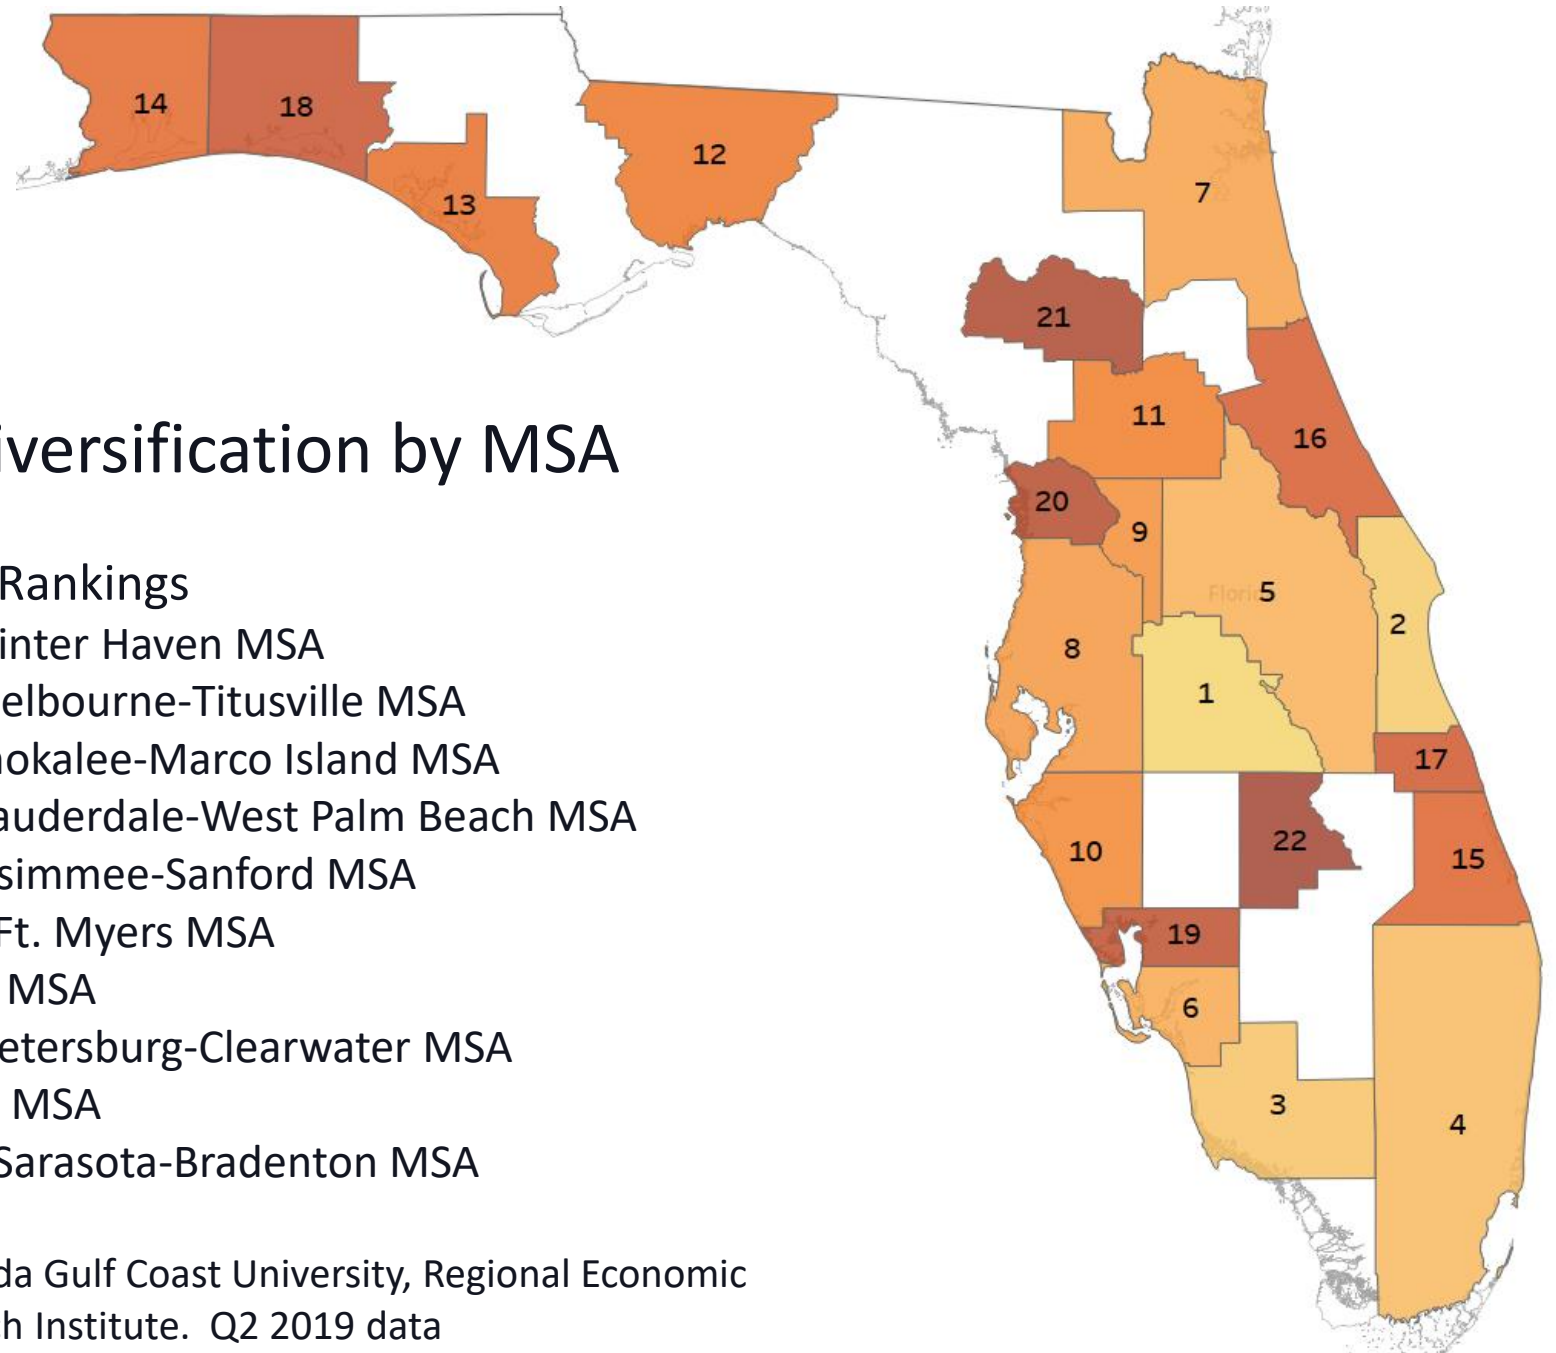 14
18
12
7
13
21
11
16
20
9
5
Flori
2
8
1
17
10
22
15
19
6
3
4
iversification by MSA
Rankings
inter Haven MSA
elbourne-Titusville MSA
nokalee-Marco Island MSA
auderdale-West Palm Beach MSA
simmee-Sanford MSA
Ft. Myers MSA
MSA
etersburg-Clearwater MSA
MSA
Sarasota-Bradenton MSA
da Gulf Coast University, Regional Economic
ch Institute.  Q2 2019 data